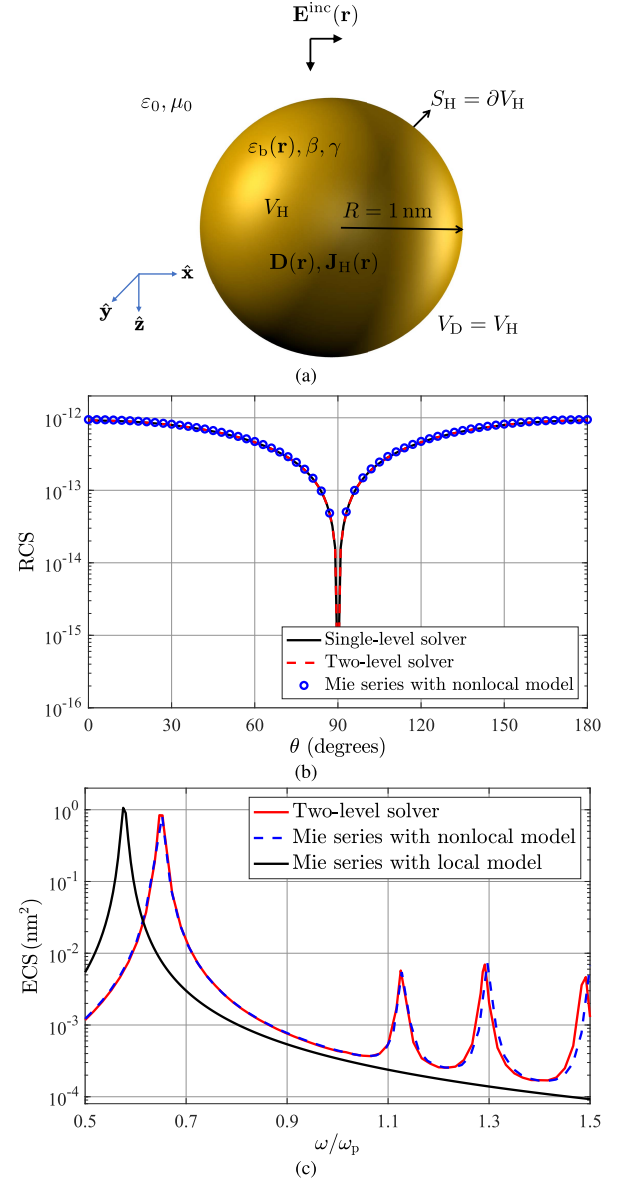 E^inc(r)
ε₀, μ₀
S_H = ∂V_H
ε_b(r), β, γ
V_H
R = 1 nm
D(r), J_H(r)
x̂
ŷ
ẑ
V_D = V_H
(a)
10^-12
10^-13
10^-14
10^-15
10^-16
RCS
Single-level solver
Two-level solver
Mie series with nonlocal model
0 30 60 90 120 150 180
θ (degrees)
(b)
10^0
10^-1
10^-2
10^-3
10^-4
ECS (nm²)
Two-level solver
Mie series with nonlocal model
Mie series with local model
0.5 0.7 0.9 1.1 1.3 1.5
ω/ω_p
(c)